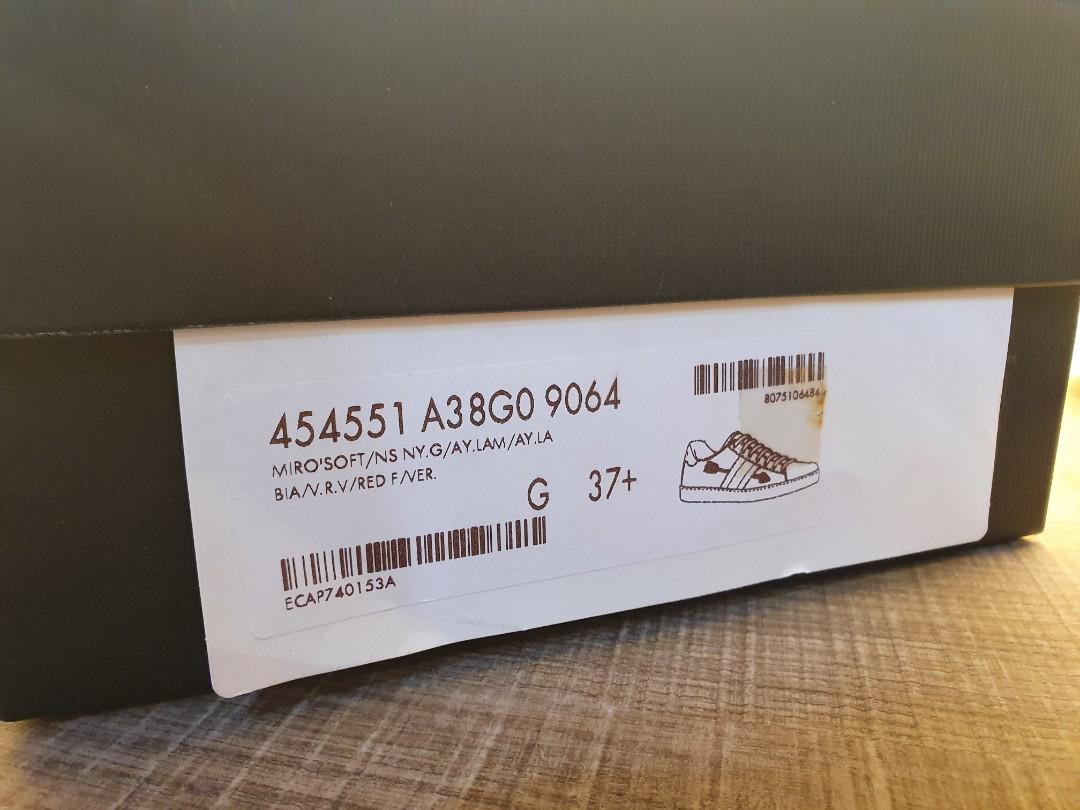 454551 A38G0 9064
MIRO'SOFT/NS NY.G/AY.LAM/AY.LA
BIA/V.R.V/RED F/VER.
G 37+
8075106484
ECAP740153A